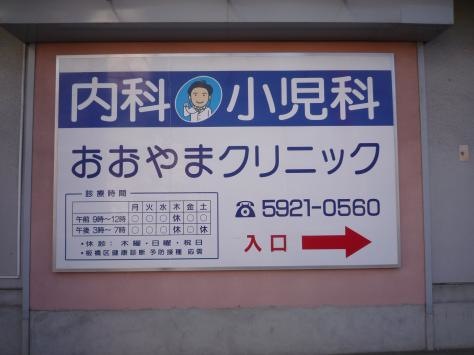 内科 小児科
おおやまクリニック
診療時間
月 火 水 木 金 土
午前 9時～12時 ○ ○ ○ 休 ○ ○
午後 3時～7時 ○ ○ ○ 休 ○ 休
・休診：木曜・日曜・祝日
・板橋区健康診断 予防接種 応需
☎ 5921-0560
入口